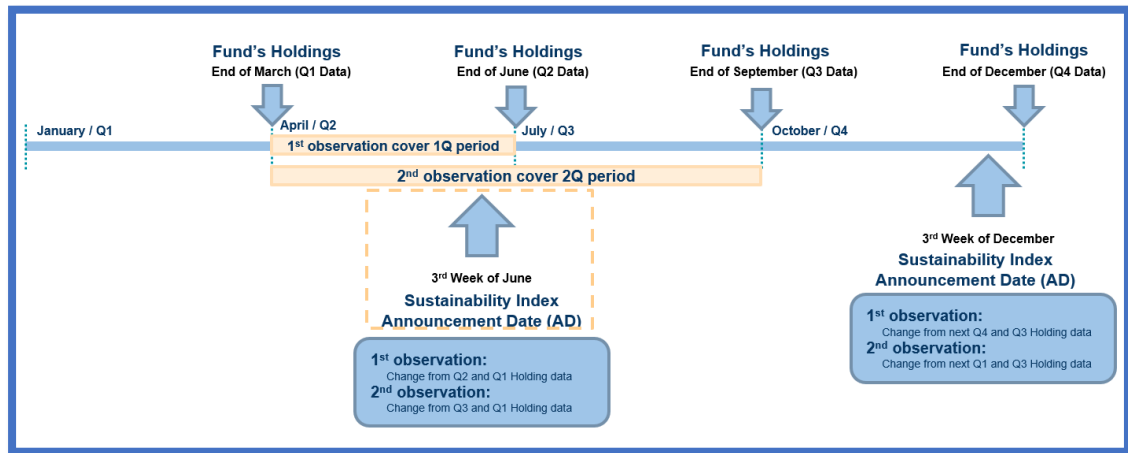 Fund's Holdings
End of March (Q1 Data)
Fund's Holdings
End of June (Q2 Data)
Fund's Holdings
End of September (Q3 Data)
Fund's Holdings
End of December (Q4 Data)
January / Q1
April / Q2
July / Q3
October / Q4
1st observation cover 1Q period
2nd observation cover 2Q period
3rd Week of June
Sustainability Index
Announcement Date (AD)
1st observation:
Change from Q2 and Q1 Holding data
2nd observation:
Change from Q3 and Q1 Holding data
3rd Week of December
Sustainability Index
Announcement Date (AD)
1st observation:
Change from next Q4 and Q3 Holding data
2nd observation:
Change from next Q1 and Q3 Holding data